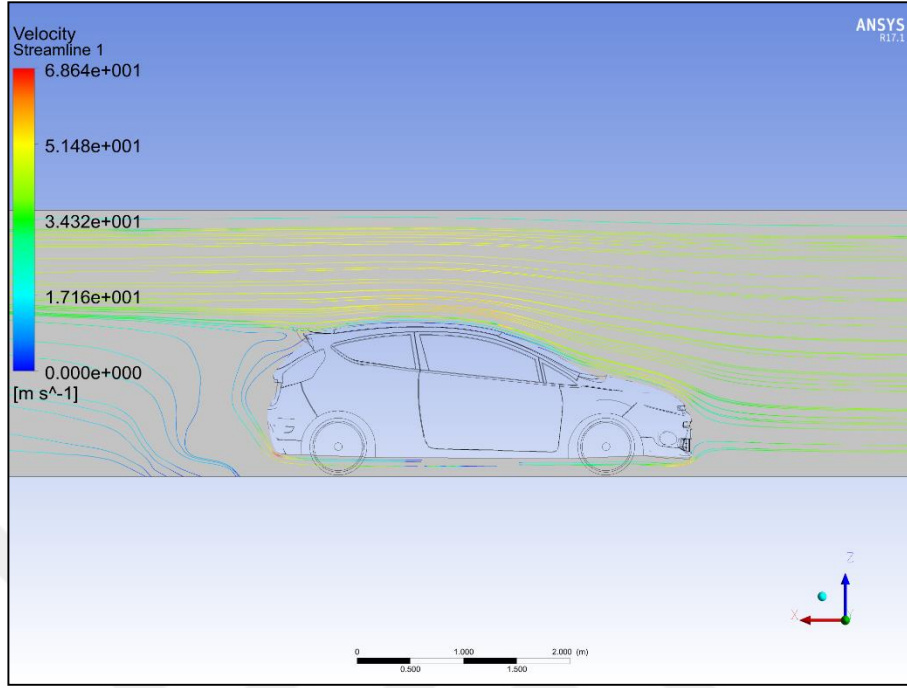 Velocity
Streamline 1
ANSYS
R17.1
6.864e+001
5.148e+001
3.432e+001
1.716e+001
0.000e+000
[m s^-1]
Z
X
0 1.000 2.000 (m)
0.500 1.500